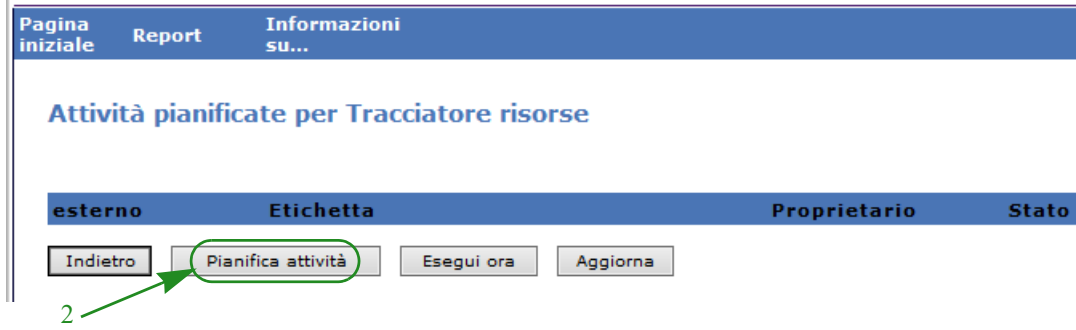 Pagina iniziale Report Informazioni su...
Attività pianificate per Tracciatore risorse
esterno Etichetta Proprietario Stato
Indietro Pianifica attività Esegui ora Aggiorna
2